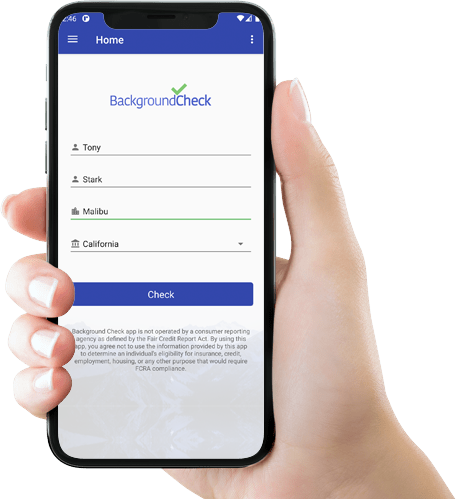 2:46
Home
BackgroundCheck
Tony
Stark
Malibu
California
Check
Background Check app is not operated by a consumer reporting
agency as defined by the Fair Credit Report Act. By using this
app, you agree not to use the information provided by this app
to determine an individual's eligibility for insurance, credit,
employment, housing, or any other purpose that would require
FCRA compliance.